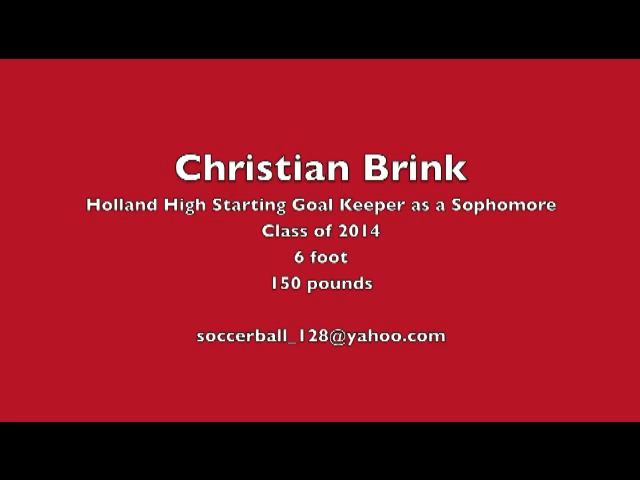 Christian Brink
Holland High Starting Goal Keeper as a Sophomore
Class of 2014
6 foot
150 pounds
soccerball_128@yahoo.com